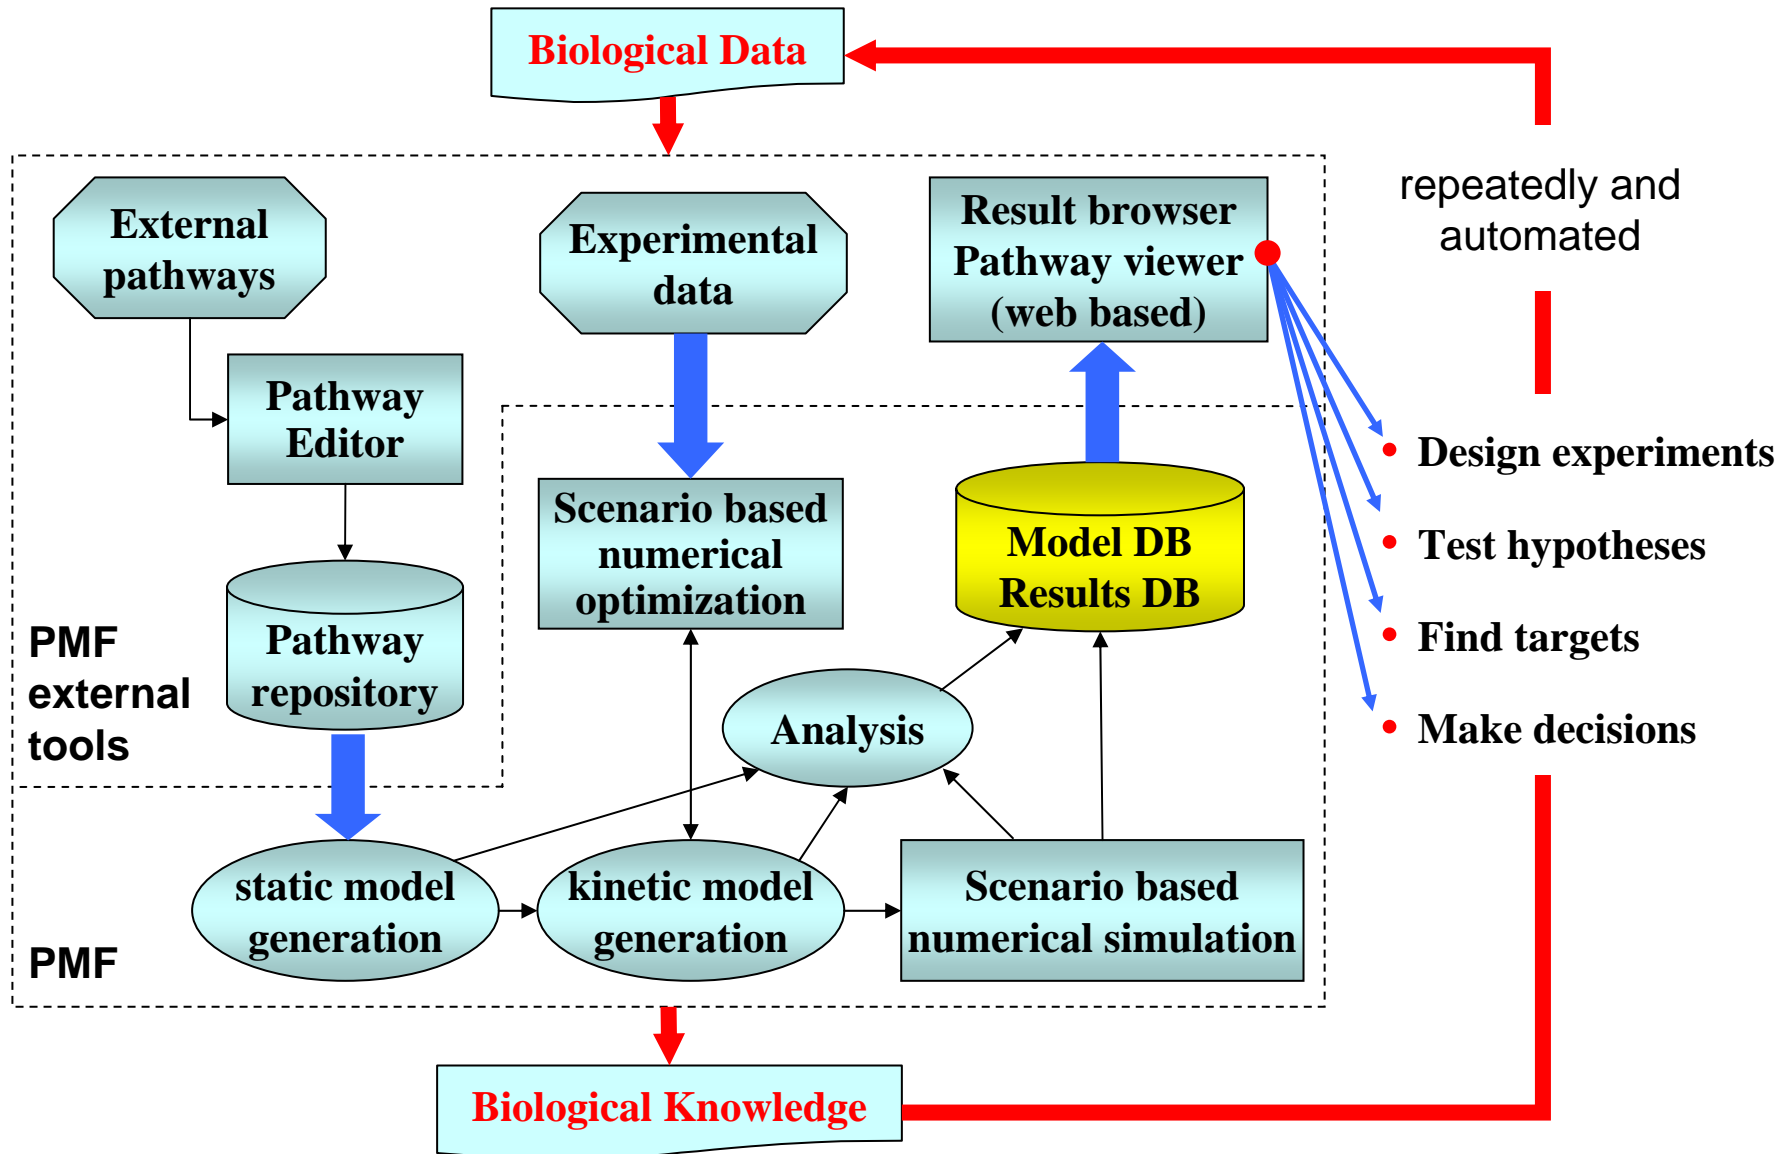 Biological Data
repeatedly and
automated
External
pathways
Experimental
data
Result browser
Pathway viewer
(web based)
Pathway
Editor
Scenario based
numerical
optimization
Model DB
Results DB
• Design experiments
• Test hypotheses
• Find targets
• Make decisions
PMF
external
tools
Pathway
repository
Analysis
static model
generation
kinetic model
generation
Scenario based
numerical simulation
PMF
Biological Knowledge